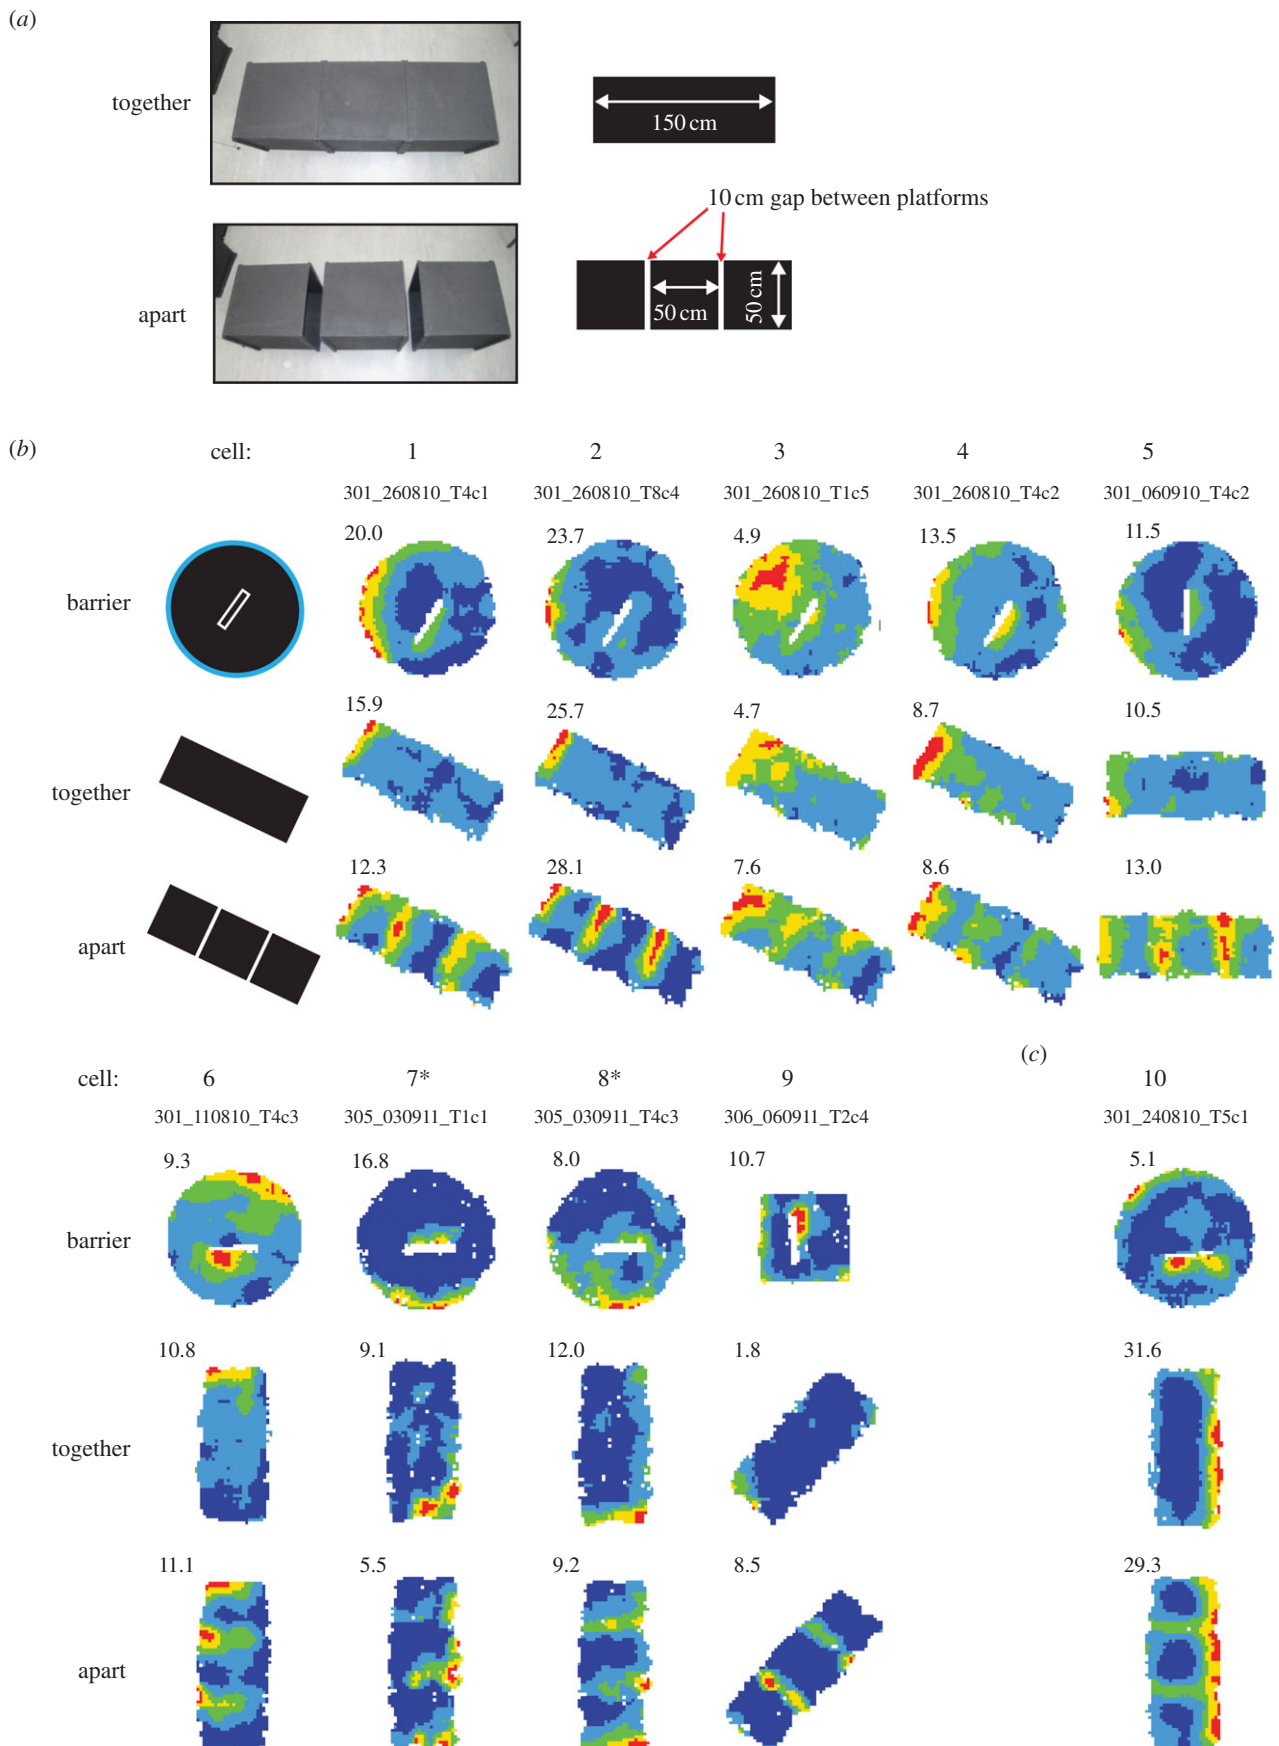 (a)
together
150 cm
10 cm gap between platforms
apart
50 cm
50 cm
(b)
cell: 1 2 3 4 5
301_260810_T4c1 301_260810_T8c4 301_260810_T1c5 301_260810_T4c2 301_060910_T4c2
20.0 23.7 4.9 13.5 11.5
barrier
15.9 25.7 4.7 8.7 10.5
together
12.3 28.1 7.6 8.6 13.0
apart
(c)
cell: 6 7* 8* 9 10
301_110810_T4c3 305_030911_T1c1 305_030911_T4c3 306_060911_T2c4 301_240810_T5c1
9.3 16.8 8.0 10.7 5.1
barrier
10.8 9.1 12.0 1.8 31.6
together
11.1 5.5 9.2 8.5 29.3
apart